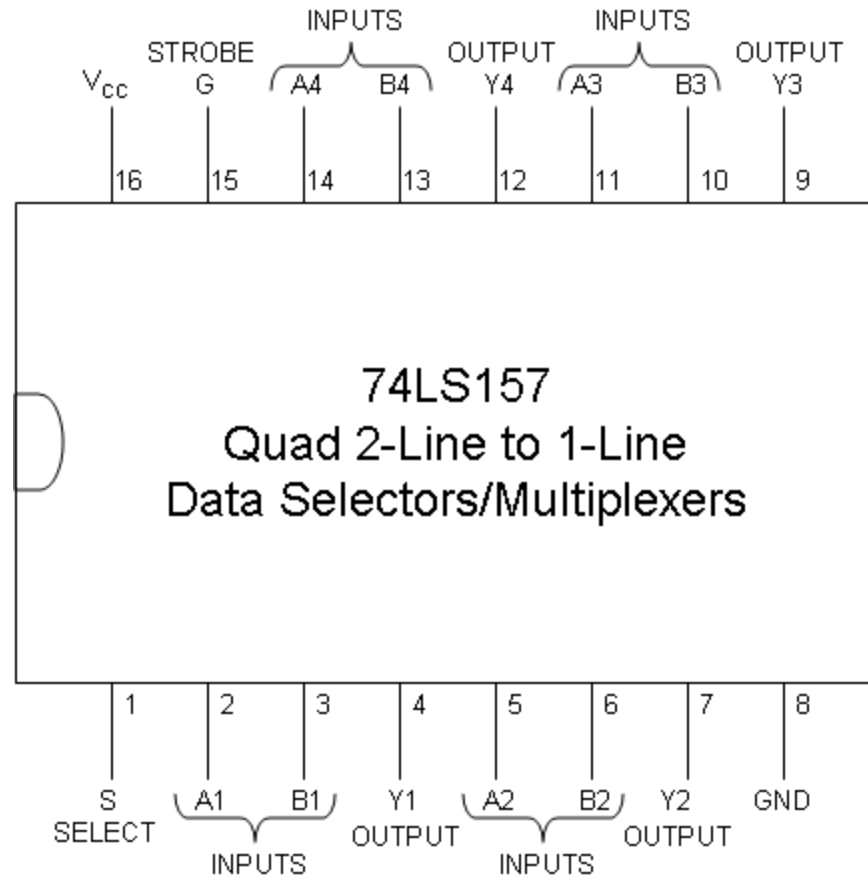 INPUTS INPUTS
STROBE OUTPUT OUTPUT
V_CC G A4 B4 Y4 A3 B3 Y3
16 15 14 13 12 11 10 9
74LS157
Quad 2-Line to 1-Line
Data Selectors/Multiplexers
1 2 3 4 5 6 7 8
S A1 B1 Y1 A2 B2 Y2 GND
SELECT OUTPUT OUTPUT
INPUTS INPUTS